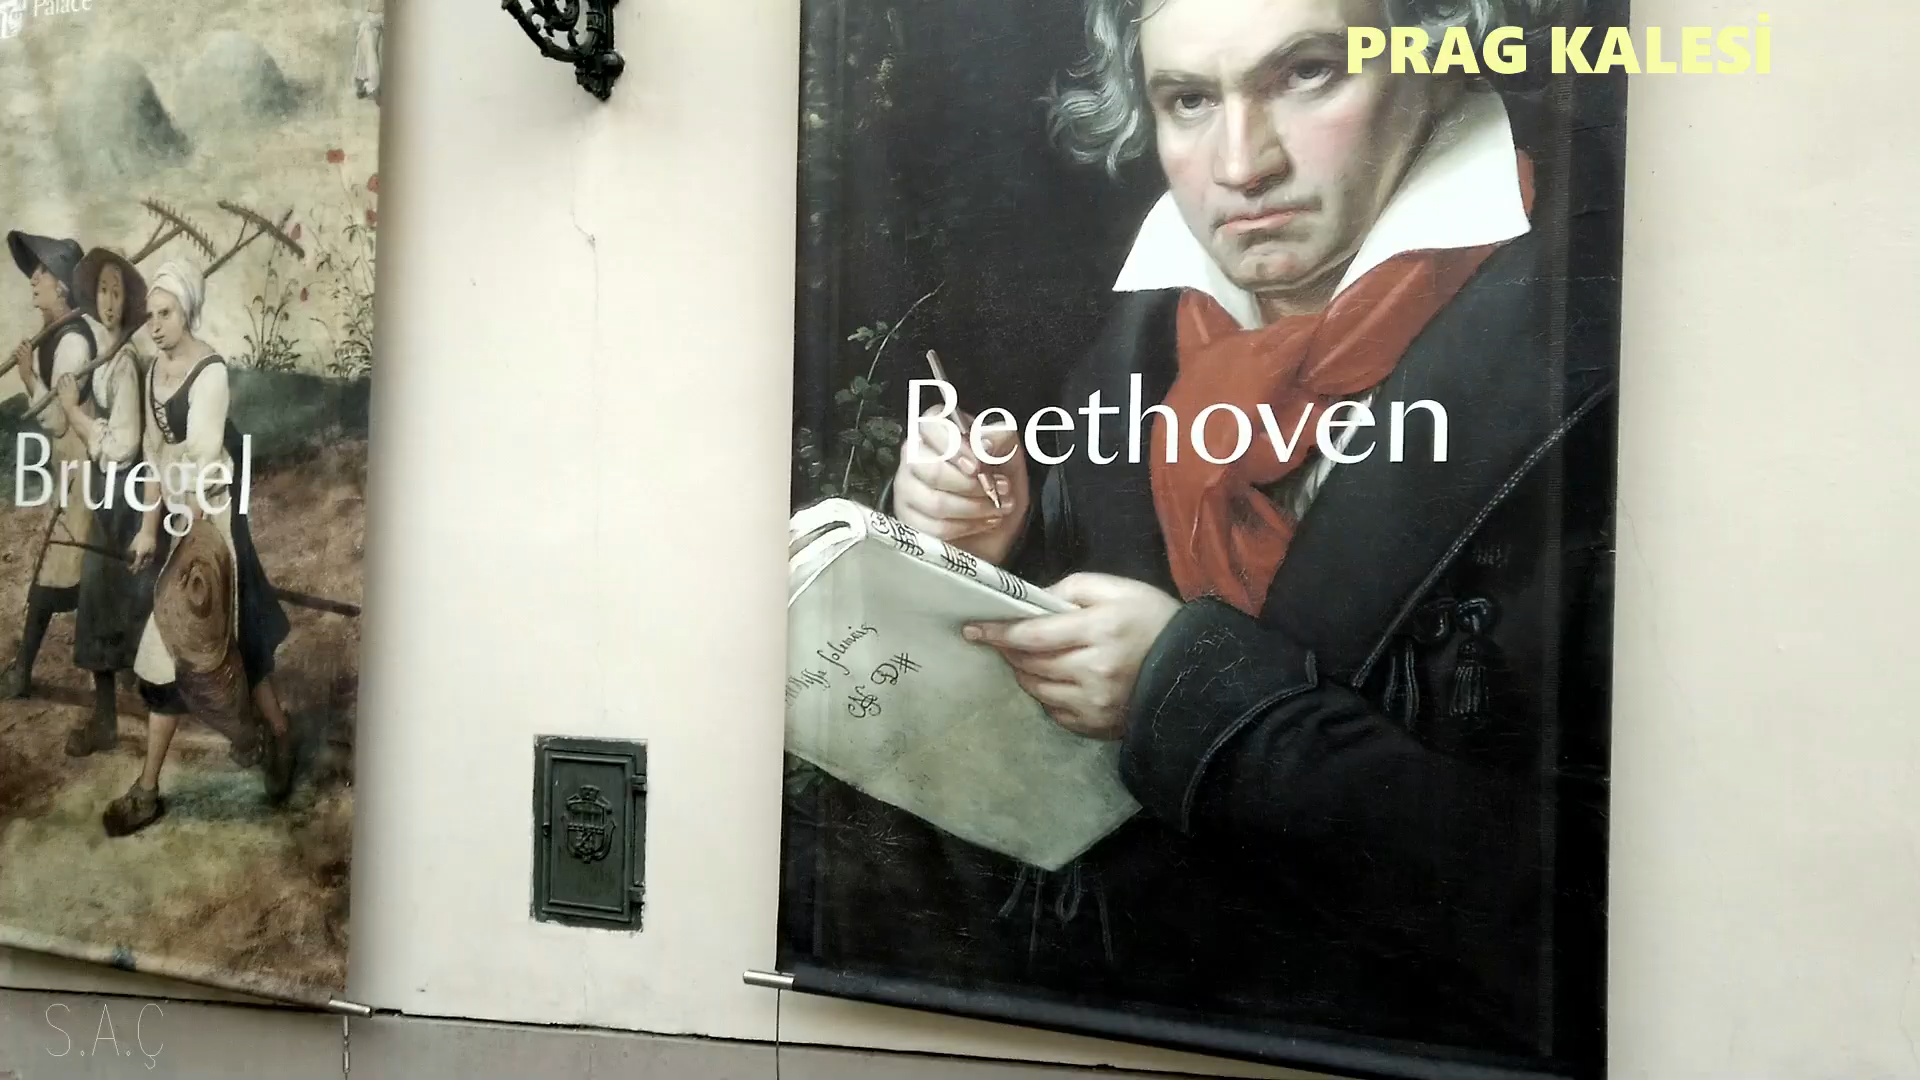 Palace
PRAG KALESİ
Bruegel
Beethoven
S.A.Ç